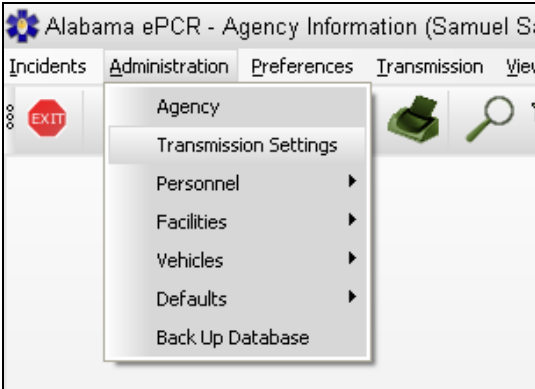 Alabama ePCR - Agency Information (Samuel
Incidents Administration Preferences Transmission
EXIT
Agency
Transmission Settings
Personnel
Facilities
Vehicles
Defaults
Back Up Database